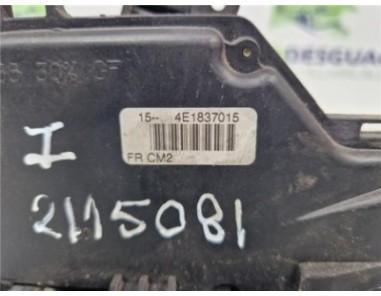 DESGUA
15-- 4E1837015
FR CM2
I
2115081